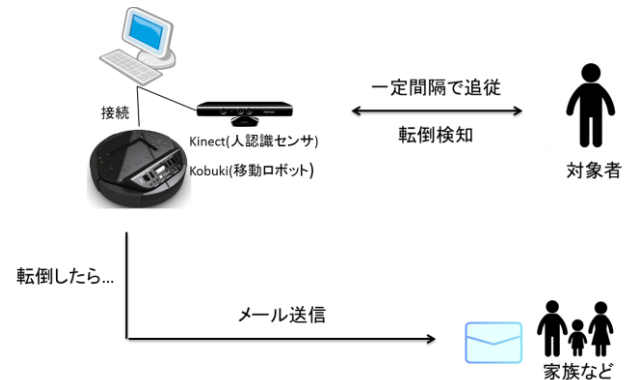 接続
Kinect(人認識センサ)
Kobuki(移動ロボット)
一定間隔で追従
転倒検知
対象者
転倒したら...
メール送信
家族など